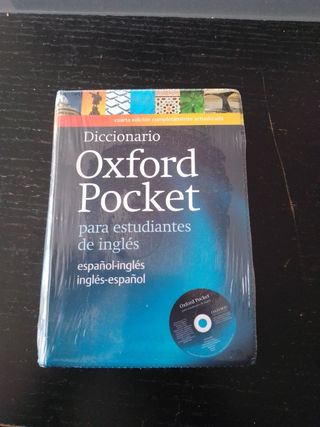 cuarta edición completamente actualizada
Diccionario
Oxford
Pocket
para estudiantes
de inglés
español-inglés
inglés-español
Oxford Pocket
OXFORD